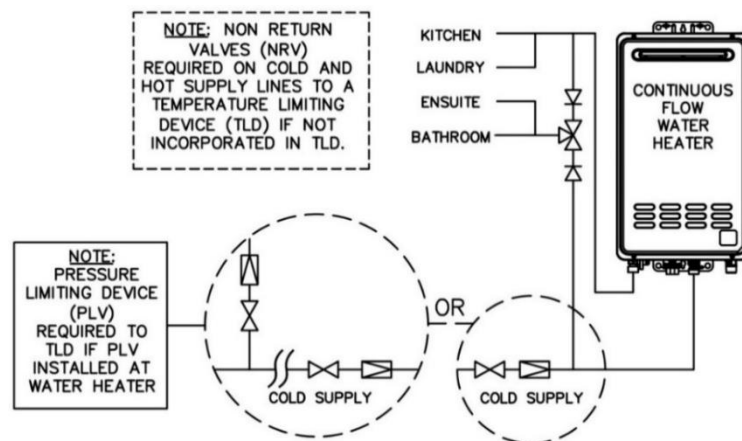 NOTE: NON RETURN
VALVES (NRV)
REQUIRED ON COLD AND
HOT SUPPLY LINES TO A
TEMPERATURE LIMITING
DEVICE (TLD) IF NOT
INCORPORATED IN TLD.
KITCHEN
LAUNDRY
ENSUITE
BATHROOM
CONTINUOUS
FLOW
WATER
HEATER
NOTE:
PRESSURE
LIMITING DEVICE
(PLV)
REQUIRED TO
TLD IF PLV
INSTALLED AT
WATER HEATER
OR
COLD SUPPLY
COLD SUPPLY